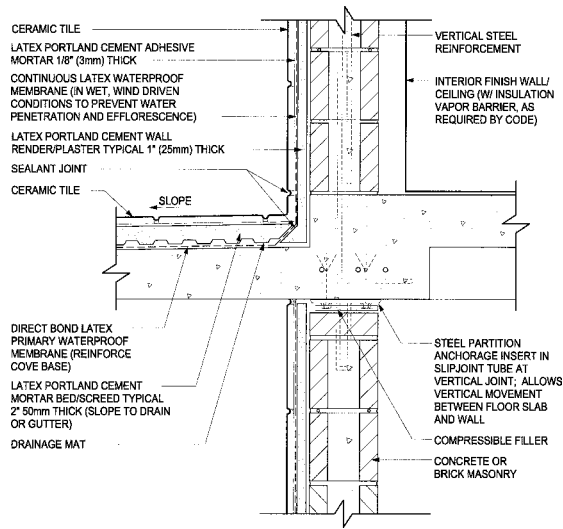 CERAMIC TILE
LATEX PORTLAND CEMENT ADHESIVE
MORTAR 1/8" (3mm) THICK
CONTINUOUS LATEX WATERPROOF
MEMBRANE (IN WET, WIND DRIVEN
CONDITIONS TO PREVENT WATER
PENETRATION AND EFFLORESCENCE)
LATEX PORTLAND CEMENT WALL
RENDER/PLASTER TYPICAL 1" (25mm) THICK
SEALANT JOINT
CERAMIC TILE
SLOPE
DIRECT BOND LATEX
PRIMARY WATERPROOF
MEMBRANE (REINFORCE
COVE BASE)
LATEX PORTLAND CEMENT
MORTAR BED/SCREED TYPICAL
2" 50mm THICK (SLOPE TO DRAIN
OR GUTTER)
DRAINAGE MAT
VERTICAL STEEL
REINFORCEMENT
INTERIOR FINISH WALL/
CEILING (W/ INSULATION
VAPOR BARRIER, AS
REQUIRED BY CODE)
STEEL PARTITION
ANCHORAGE INSERT IN
SLIPJOINT TUBE AT
VERTICAL JOINT; ALLOWS
VERTICAL MOVEMENT
BETWEEN FLOOR SLAB
AND WALL
COMPRESSIBLE FILLER
CONCRETE OR
BRICK MASONRY